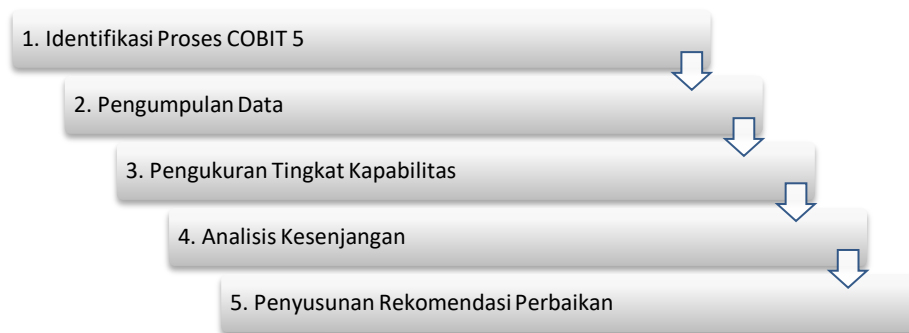 1. Identifikasi Proses COBIT 5
2. Pengumpulan Data
3. Pengukuran Tingkat Kapabilitas
4. Analisis Kesenjangan
5. Penyusunan Rekomendasi Perbaikan